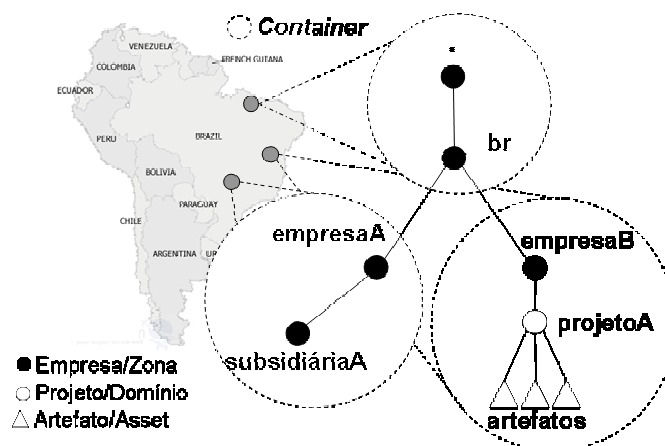 Container
VENEZUELA
FRENCH GUIANA
COLOMBIA
ECUADOR
BRAZIL
PERU
br
BOLIVIA
PARAGUAY
CHILE
empresaA
empresaB
ARGENTINA
UR
projetoA
subsidiáriaA
Empresa/Zona
Projeto/Domínio
Artefato/Asset
artefatos